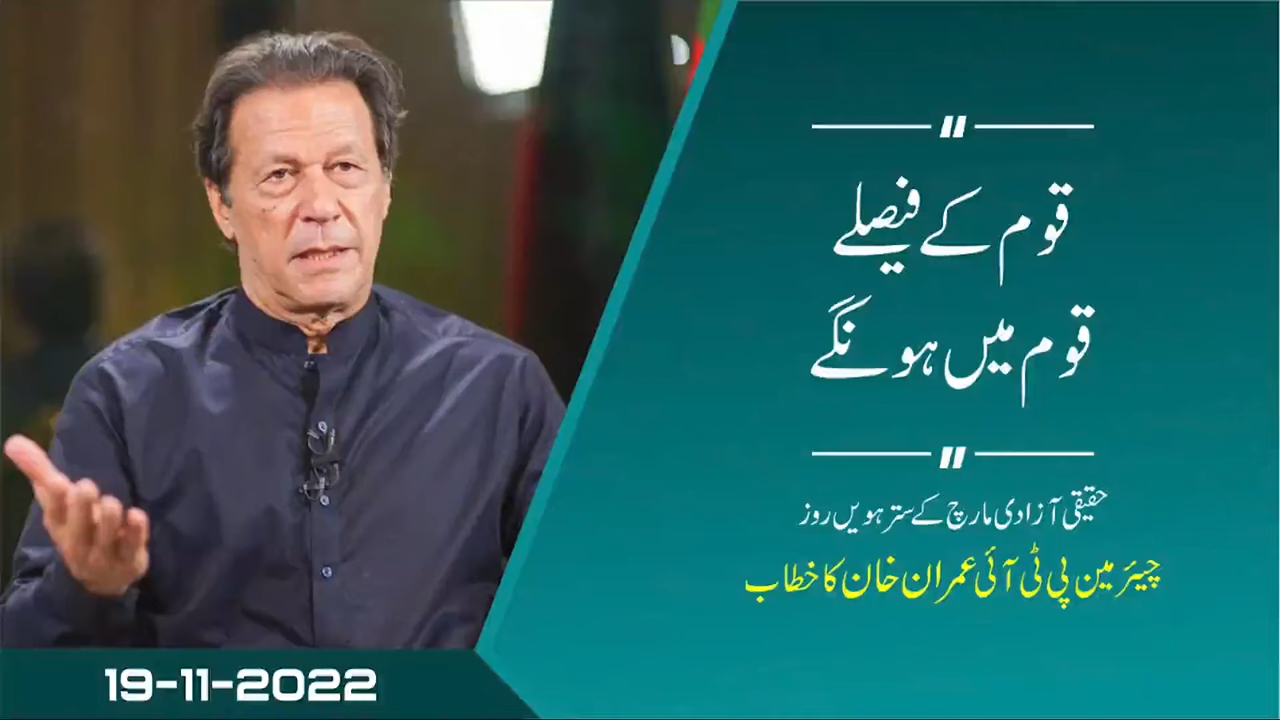 قوم کے فیصلے
قوم میں ہونگے
حقیقی آزادی مارچ کے سترہویں روز
چیئرمین پی ٹی آئی عمران خان کا خطاب
19-11-2022